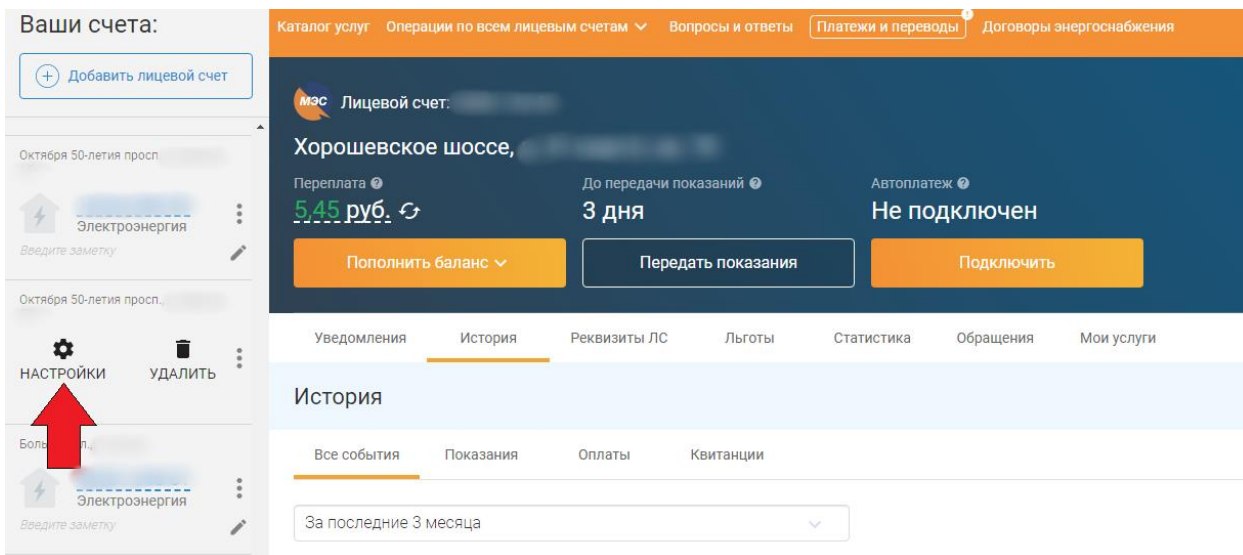 Ваши счета:
Добавить лицевой счет
Октября 50-летия просп
Электроэнергия
Введите заметку
Октября 50-летия просп.,
НАСТРОЙКИ УДАЛИТЬ
Электроэнергия
Введите заметку
Каталог услуг Операции по всем лицевым счетам Вопросы и ответы Платежи и переводы Договоры энергоснабжения
МЭС Лицевой счет:
Хорошевское шоссе,
Переплата До передачи показаний Автоплатеж
5,45 руб. 3 дня Не подключен
Пополнить баланс Передать показания Подключить
Уведомления История Реквизиты ЛС Льготы Статистика Обращения Мои услуги
История
Все события Показания Оплаты Квитанции
За последние 3 месяца